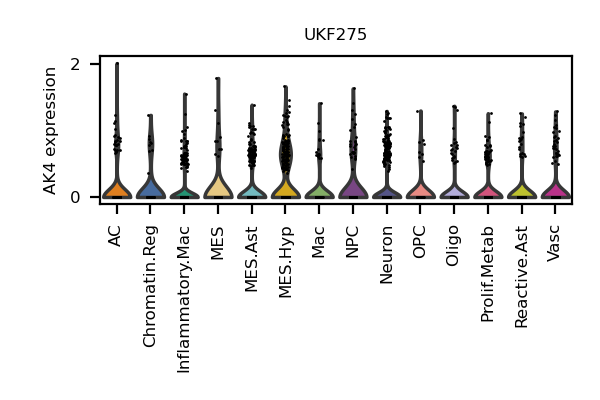 UKF275
AK4 expression
2
0
AC
Chromatin.Reg
Inflammatory.Mac
MES
MES.Ast
MES.Hyp
Mac
NPC
Neuron
OPC
Oligo
Prolif.Metab
Reactive.Ast
Vasc